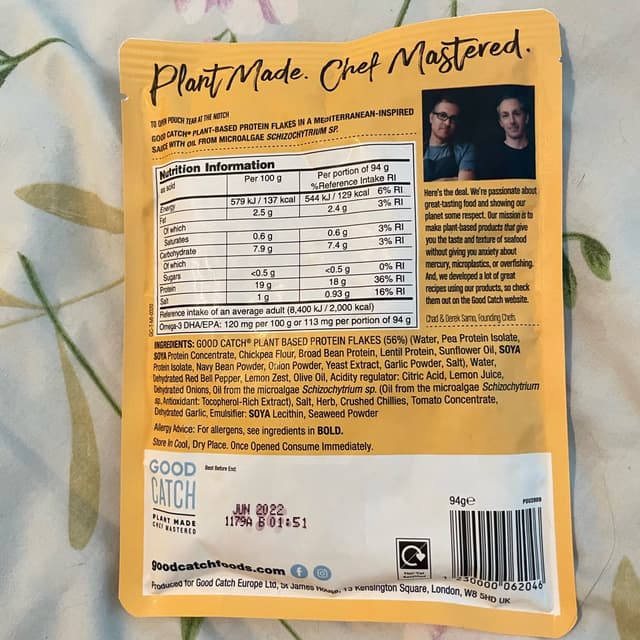 Plant Made. Chef Mastered.
TO OPEN POUCH TEAR AT THE NOTCH
GOOD CATCH® PLANT-BASED PROTEIN FLAKES IN A MEDITERRANEAN-INSPIRED
SAUCE WITH OIL FROM MICROALGAE SCHIZOCHYTRIUM SP.
Nutrition Information
as sold
Per 100 g
Per portion of 94 g
%Reference Intake RI
Energy 579 kJ / 137 kcal 544 kJ / 129 kcal 6% RI
Fat 2.5 g 2.4 g 3% RI
Of which
Saturates 0.6 g 0.6 g 3% RI
Carbohydrate 7.9 g 7.4 g 3% RI
Of which
Sugars <0.5 g <0.5 g 0% RI
Protein 19 g 18 g 36% RI
Salt 1 g 0.93 g 16% RI
Reference intake of an average adult (8,400 kJ / 2,000 kcal)
Omega-3 DHA/EPA: 120 mg per 100 g or 113 mg per portion of 94 g
Here's the deal. We're passionate about
great-tasting food and showing our
planet some respect. Our mission is to
make plant-based products that give
you the taste and texture of seafood
without giving you anxiety about
mercury, microplastics, or overfishing.
And, we developed a lot of great
recipes using our products, so check
them out on the Good Catch website.
Chad & Derek Sarno, Founding Chefs
INGREDIENTS: GOOD CATCH® PLANT BASED PROTEIN FLAKES (56%) (Water, Pea Protein Isolate,
SOYA Protein Concentrate, Chickpea Flour, Broad Bean Protein, Lentil Protein, Sunflower Oil, SOYA
Protein Isolate, Navy Bean Powder, Onion Powder, Yeast Extract, Garlic Powder, Salt), Water,
Dehydrated Red Bell Pepper, Lemon Zest, Olive Oil, Acidity regulator: Citric Acid, Lemon Juice,
Dehydrated Onions, Oil from the microalgae Schizochytrium sp. (Oil from the microalgae Schizochytrium
sp, Antioxidant: Tocopherol-Rich Extract), Salt, Herb, Crushed Chillies, Tomato Concentrate,
Dehydrated Garlic, Emulsifier: SOYA Lecithin, Seaweed Powder
Allergy Advice: For allergens, see ingredients in BOLD.
Store in Cool, Dry Place. Once Opened Consume Immediately.
GOOD
CATCH
PLANT MADE
CHEF MASTERED
Best Before End:
JUN 2022
1179A B 01:51
94g℮
goodcatchfoods.com
Produced for Good Catch Europe Ltd, St James House, 13 Kensington Square, London, W8 5HD UK